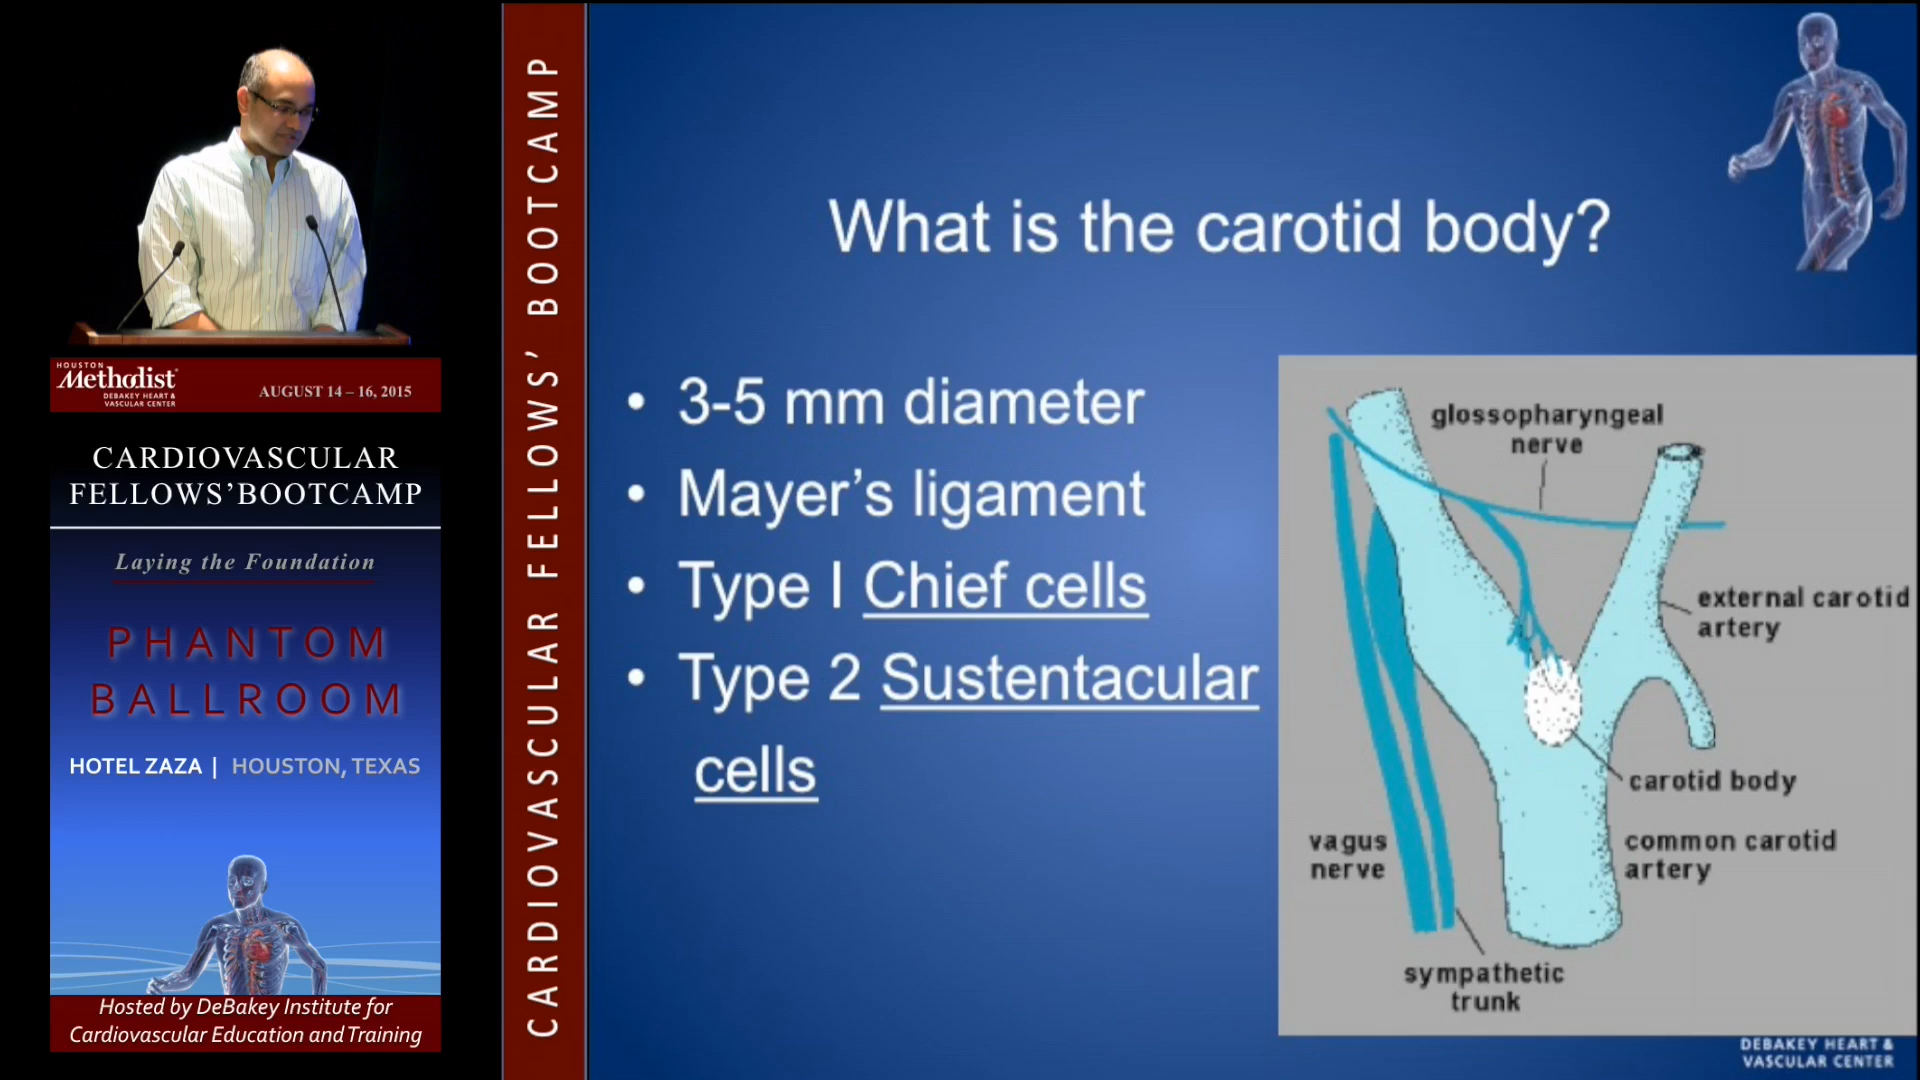 HOUSTON
Methodist
DEBAKEY HEART &
VASCULAR CENTER
AUGUST 14 – 16, 2015
CARDIOVASCULAR
FELLOWS’BOOTCAMP
Laying the Foundation
PHANTOM
BALLROOM
HOTEL ZAZA | HOUSTON, TEXAS
Hosted by DeBakey Institute for
Cardiovascular Education and Training
CARDIOVASCULAR FELLOWS’ BOOTCAMP
What is the carotid body?
• 3-5 mm diameter
• Mayer’s ligament
• Type I Chief cells
• Type 2 Sustentacular
cells
glossopharyngeal
nerve
external carotid
artery
carotid body
common carotid
artery
vagus
nerve
sympathetic
trunk
DEBAKEY HEART &
VASCULAR CENTER